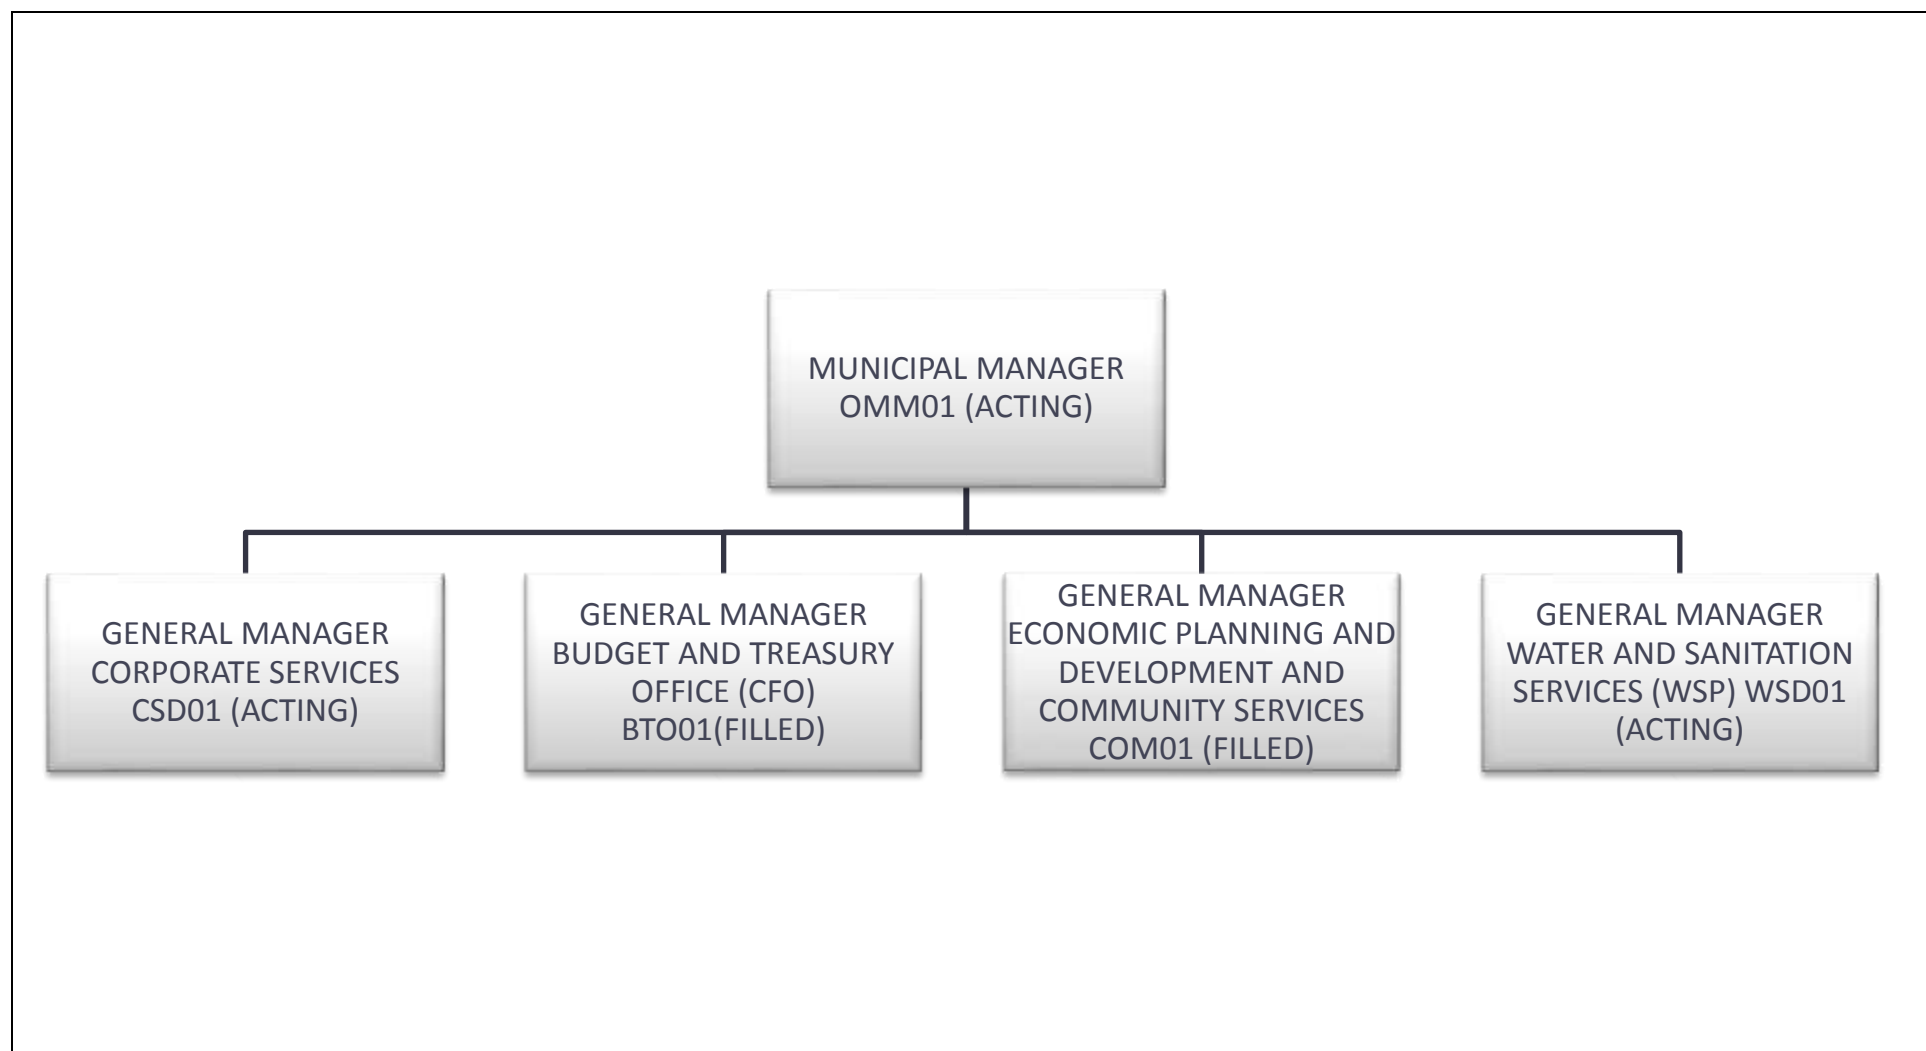 MUNICIPAL MANAGER
OMM01 (ACTING)
GENERAL MANAGER
CORPORATE SERVICES
CSD01 (ACTING)
GENERAL MANAGER
BUDGET AND TREASURY
OFFICE (CFO)
BTO01(FILLED)
GENERAL MANAGER
ECONOMIC PLANNING AND
DEVELOPMENT AND
COMMUNITY SERVICES
COM01 (FILLED)
GENERAL MANAGER
WATER AND SANITATION
SERVICES (WSP) WSD01
(ACTING)